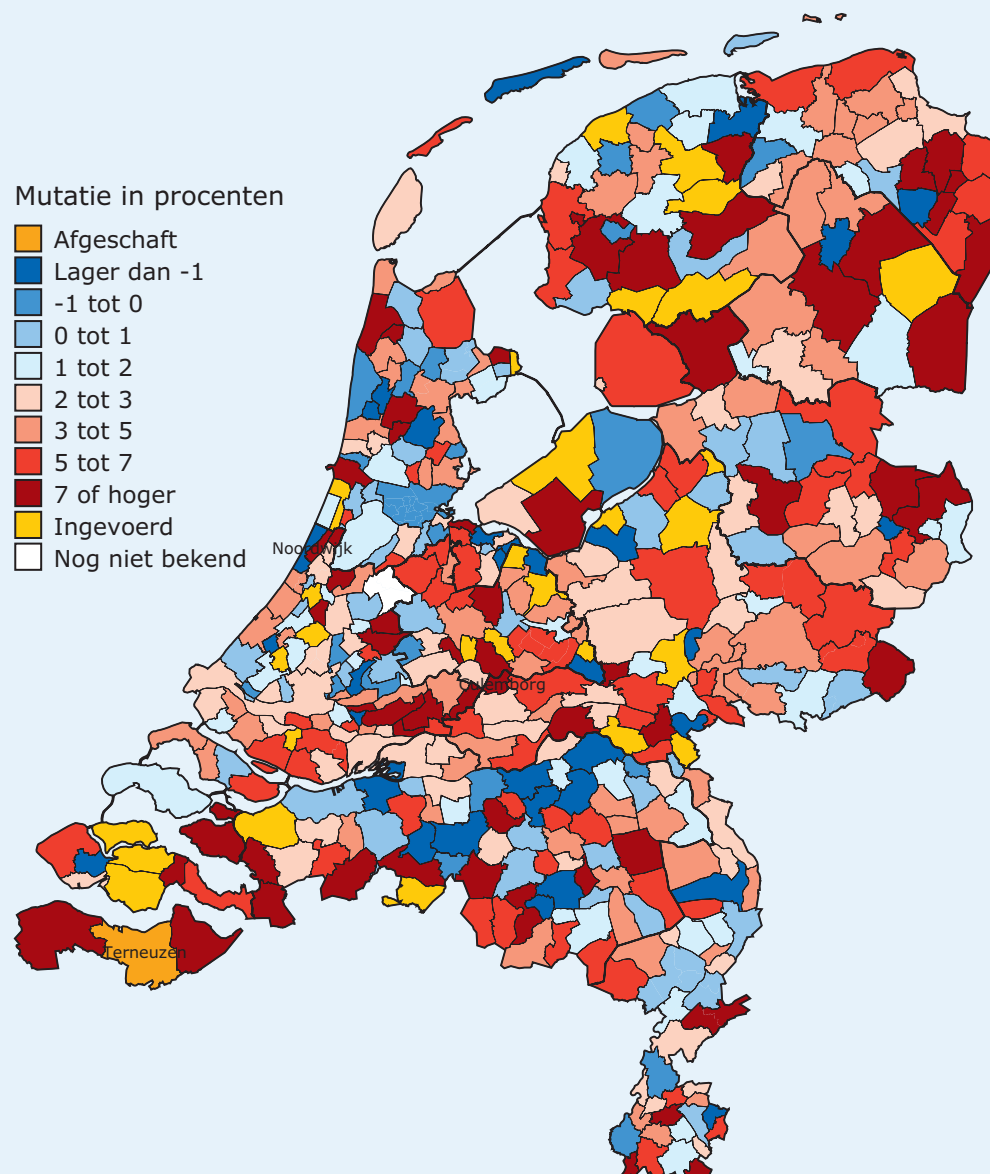 Mutatie in procenten
Afgeschaft
Lager dan -1
-1 tot 0
0 tot 1
1 tot 2
2 tot 3
3 tot 5
5 tot 7
7 of hoger
Ingevoerd
Nog niet bekend
Noordwijk
Culemborg
Terneuzen